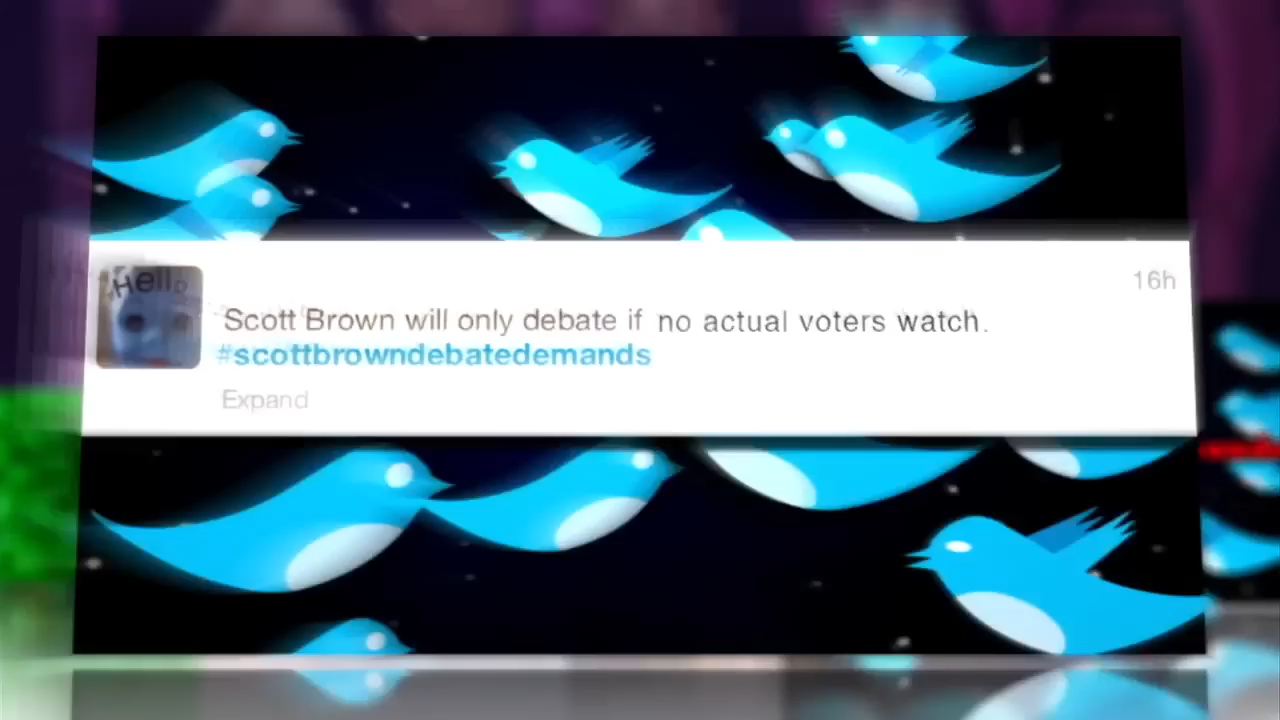 Hello
16h
Scott Brown will only debate if no actual voters watch.
#scottbrowndebatedemands
Expand